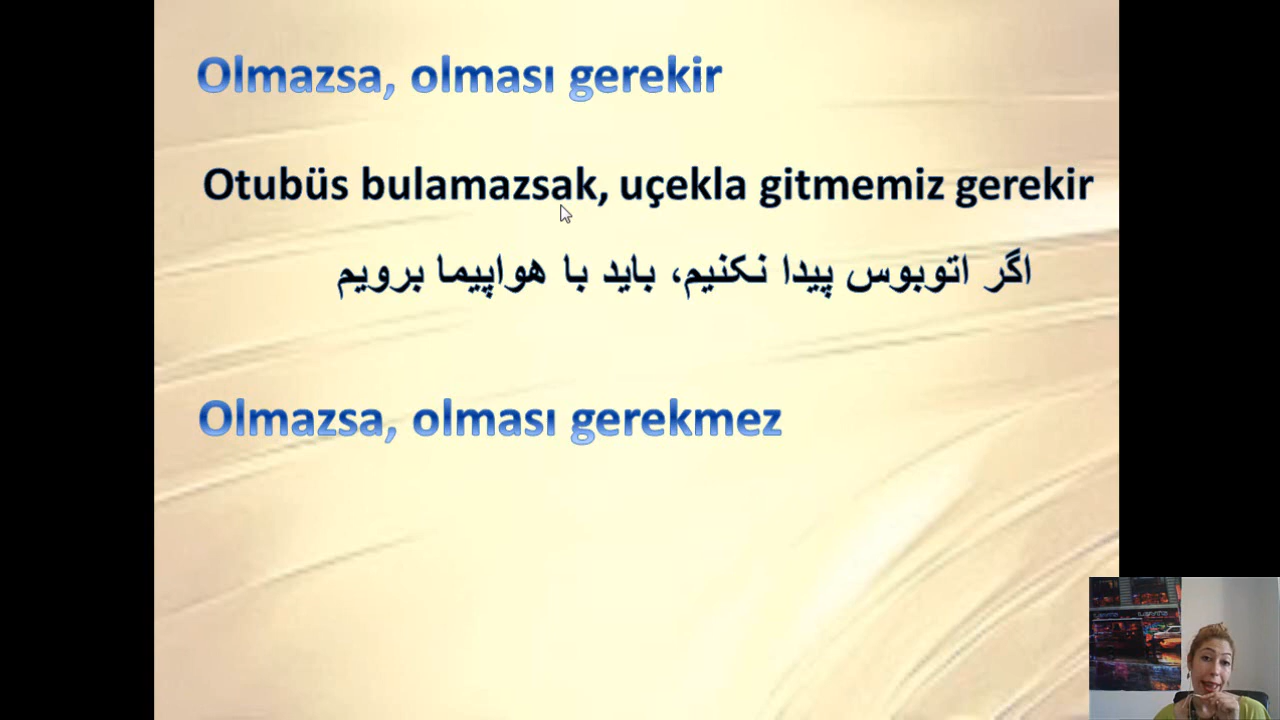 Olmazsa, olması gerekir
Otubüs bulamazsak, uçekla gitmemiz gerekir
اگر اتوبوس پیدا نکنیم، باید با هواپیما برویم
Olmazsa, olması gerekmez